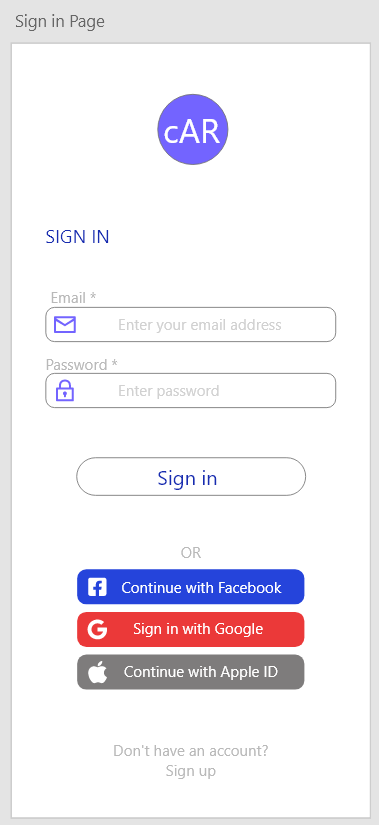 Sign in Page
cAR
SIGN IN
Email *
Enter your email address
Password *
Enter password
Sign in
OR
Continue with Facebook
Sign in with Google
Continue with Apple ID
Don't have an account?
Sign up